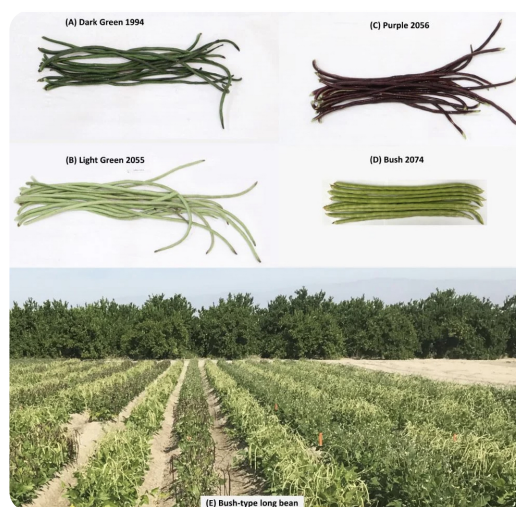 (A) Dark Green 1994
(C) Purple 2056
(B) Light Green 2055
(D) Bush 2074
(E) Bush-type long bean